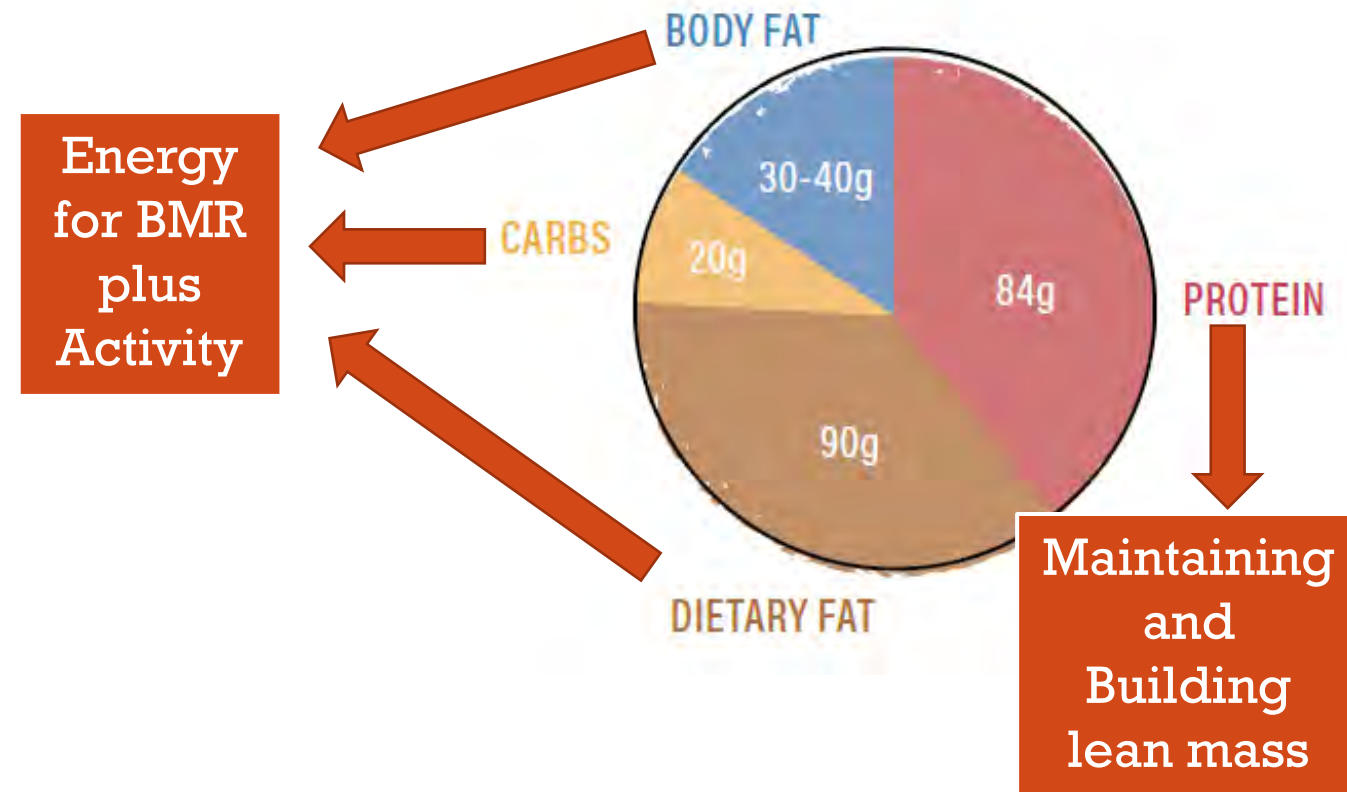 BODY FAT
Energy
for BMR
plus
Activity
30-40g
CARBS
20g
84g
PROTEIN
90g
DIETARY FAT
Maintaining
and
Building
lean mass